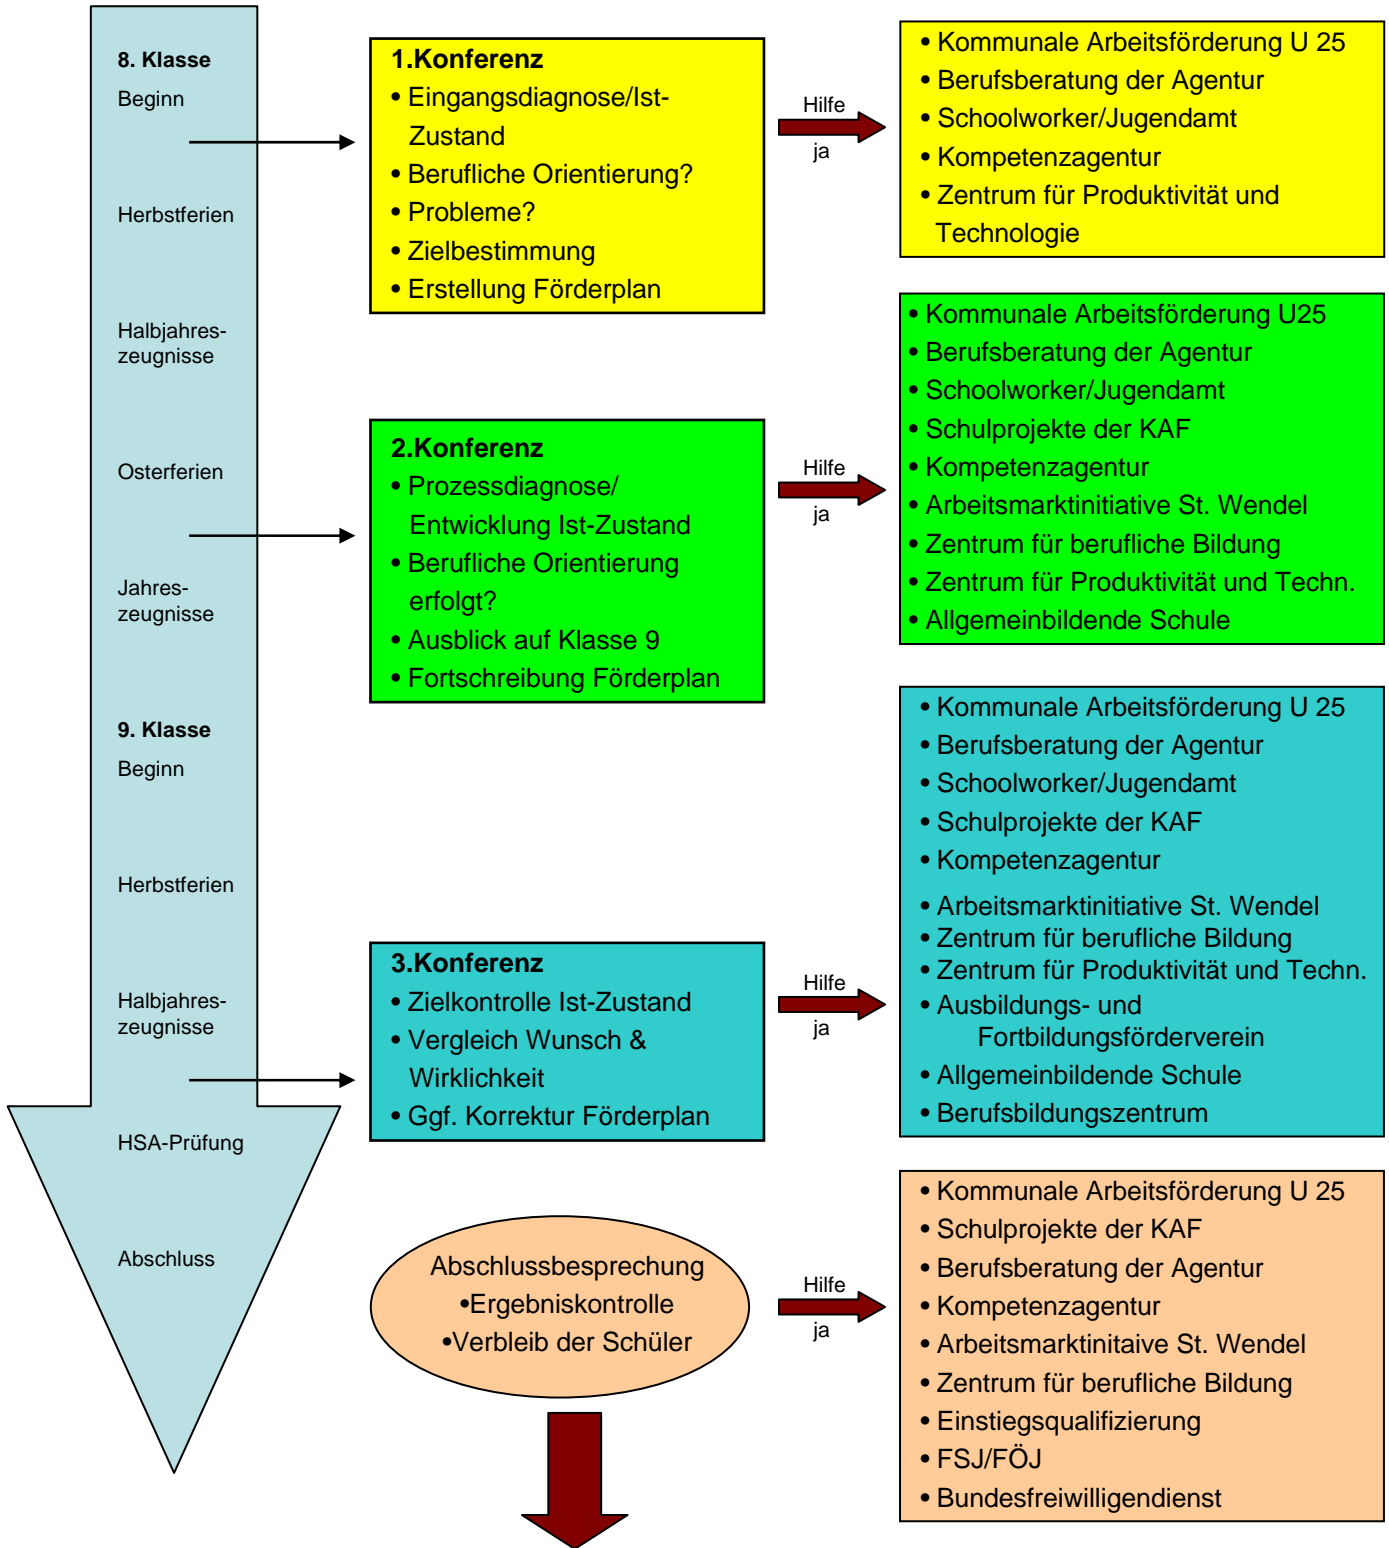 8. Klasse
Beginn
Herbstferien
Halbjahres-
zeugnisse
Osterferien
Jahres-
zeugnisse
9. Klasse
Beginn
Herbstferien
Halbjahres-
zeugnisse
HSA-Prüfung
Abschluss
1.Konferenz
• Eingangsdiagnose/Ist-
Zustand
• Berufliche Orientierung?
• Probleme?
• Zielbestimmung
• Erstellung Förderplan
Hilfe
ja
• Kommunale Arbeitsförderung U 25
• Berufsberatung der Agentur
• Schoolworker/Jugendamt
• Kompetenzagentur
• Zentrum für Produktivität und
Technologie
2.Konferenz
• Prozessdiagnose/
Entwicklung Ist-Zustand
• Berufliche Orientierung
erfolgt?
• Ausblick auf Klasse 9
• Fortschreibung Förderplan
Hilfe
ja
• Kommunale Arbeitsförderung U25
• Berufsberatung der Agentur
• Schoolworker/Jugendamt
• Schulprojekte der KAF
• Kompetenzagentur
• Arbeitsmarktinitiative St. Wendel
• Zentrum für berufliche Bildung
• Zentrum für Produktivität und Techn.
• Allgemeinbildende Schule
3.Konferenz
• Zielkontrolle Ist-Zustand
• Vergleich Wunsch &
Wirklichkeit
• Ggf. Korrektur Förderplan
Hilfe
ja
• Kommunale Arbeitsförderung U 25
• Berufsberatung der Agentur
• Schoolworker/Jugendamt
• Schulprojekte der KAF
• Kompetenzagentur
• Arbeitsmarktinitiative St. Wendel
• Zentrum für berufliche Bildung
• Zentrum für Produktivität und Techn.
• Ausbildungs- und
Fortbildungsförderverein
• Allgemeinbildende Schule
• Berufsbildungszentrum
Abschlussbesprechung
•Ergebniskontrolle
•Verbleib der Schüler
Hilfe
ja
• Kommunale Arbeitsförderung U 25
• Schulprojekte der KAF
• Berufsberatung der Agentur
• Kompetenzagentur
• Arbeitsmarktinitaive St. Wendel
• Zentrum für berufliche Bildung
• Einstiegsqualifizierung
• FSJ/FÖJ
• Bundesfreiwilligendienst